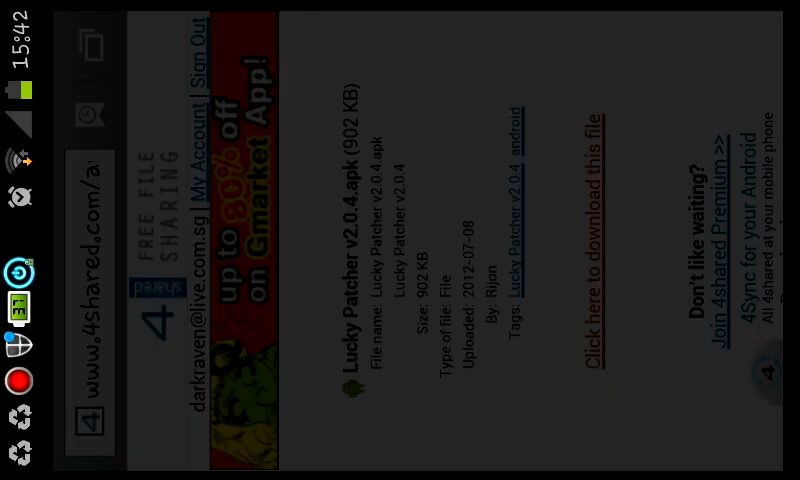 15:42
LE
www.4shared.com/a
4 shared
FREE FILE
SHARING
darkraven@live.com.sg | My Account | Sign Out
up to 80% off
on Gmarket App!
Lucky Patcher v2.0.4.apk (902 KB)
File name: Lucky Patcher v2.0.4.apk
Lucky Patcher v2.0.4
Size: 902 KB
Type of file: File
Uploaded: 2012-07-08
By: Rijon
Tags: Lucky Patcher v2.0.4 android
Click here to download this file
Don't like waiting?
Join 4shared Premium >>
4Sync for your Android
All 4shared at your mobile phone